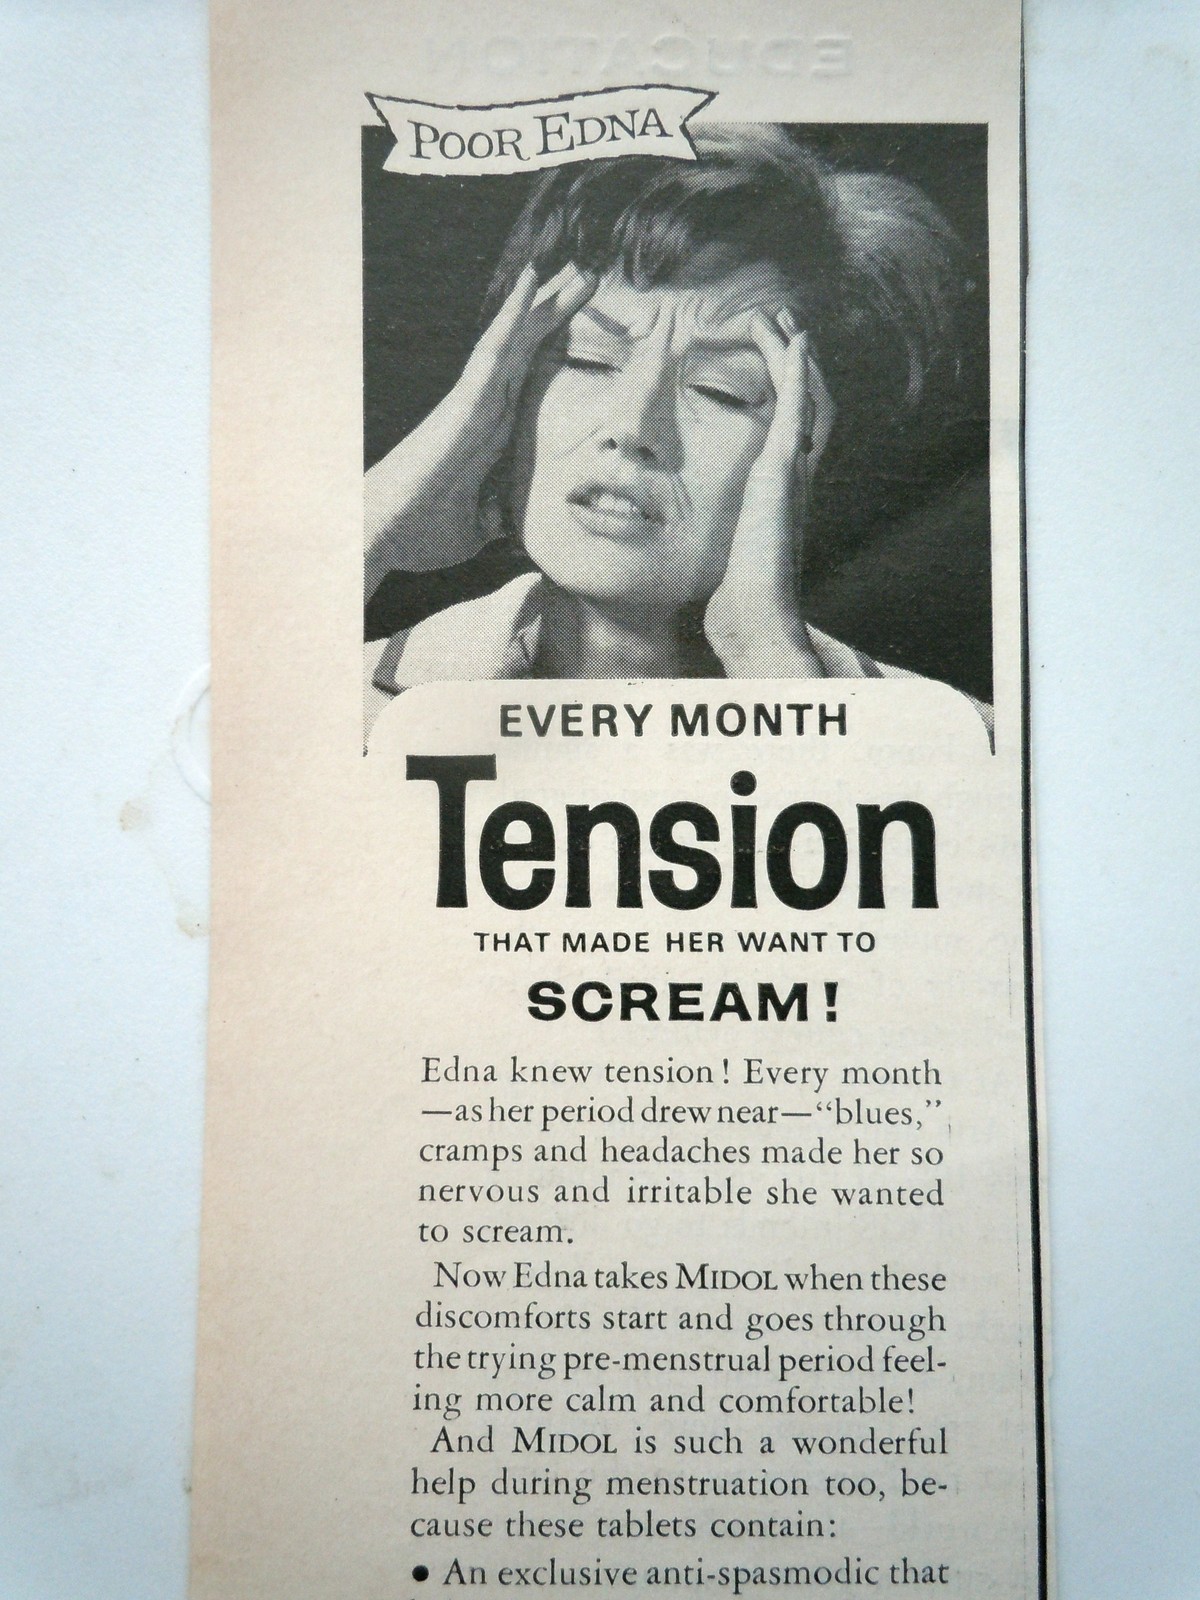 EDUCATION
POOR EDNA
EVERY MONTH
Tension
THAT MADE HER WANT TO
SCREAM!
Edna knew tension! Every month
—as her period drew near—“blues,”
cramps and headaches made her so
nervous and irritable she wanted
to scream.
Now Edna takes MIDOL when these
discomforts start and goes through
the trying pre-menstrual period feel-
ing more calm and comfortable!
And MIDOL is such a wonderful
help during menstruation too, be-
cause these tablets contain:
• An exclusive anti-spasmodic that